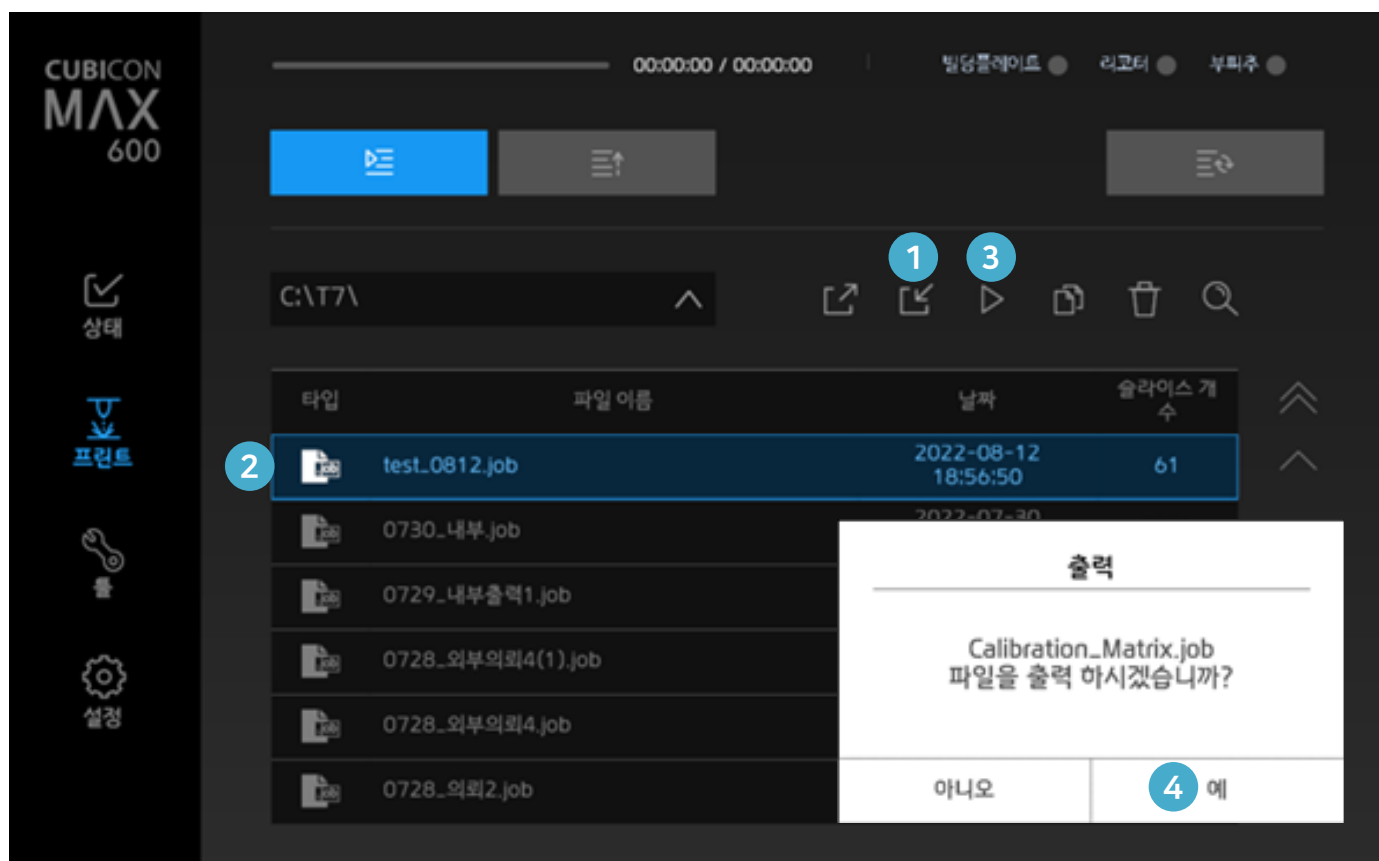 CUBICON
MAX
600
00:00:00 / 00:00:00
빌딩플레이트
리코터
부피추
1
3
C:\T7\
상태
타입
파일 이름
날짜
슬라이스 개
수
프린트
2
test_0812.job
2022-08-12
18:56:50
61
0730_내부.job
2022-07-30
툴
0729_내부출력1.job
0728_외부의뢰4(1).job
설정
0728_외부의뢰4.job
0728_의뢰2.job
출력
Calibration_Matrix.job
파일을 출력 하시겠습니까?
아니오
4
예